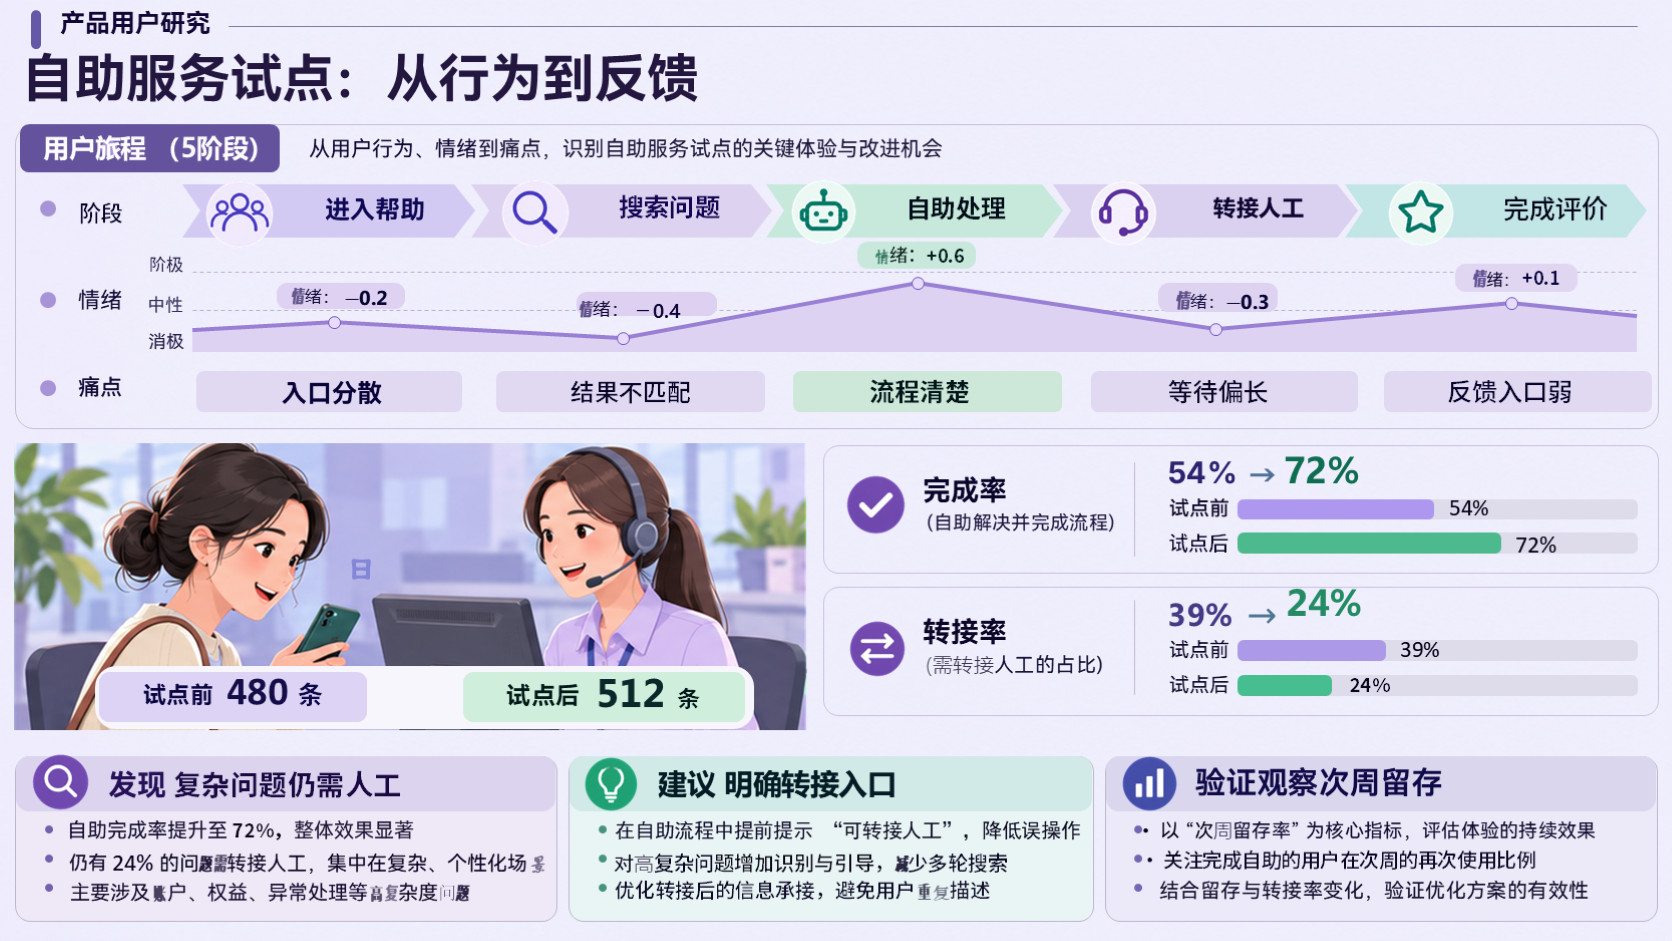 产品用户研究
自助服务试点：从行为到反馈
用户旅程（5阶段）
从用户行为、情绪到痛点，识别自助服务试点的关键体验与改进机会
阶段
进入帮助
搜索问题
自助处理
转接人工
完成评价
情绪
阶极
中性
消极
情绪： −0.2
情绪： −0.4
情绪： +0.6
情绪： −0.3
情绪： +0.1
痛点
入口分散
结果不匹配
流程清楚
等待偏长
反馈入口弱
日
试点前 480 条
试点后 512 条
完成率
(自助解决并完成流程)
54% → 72%
试点前 54%
试点后 72%
转接率
(需转接人工的占比)
39% → 24%
试点前 39%
试点后 24%
发现 复杂问题仍需人工
• 自助完成率提升至 72%，整体效果显著
• 仍有 24% 的问题需转接人工，集中在复杂、个性化场
• 主要涉及账户、权益、异常处理等高复杂度问题
建议 明确转接入口
• 在自助流程中提前提示 “可转接人工”，降低误操作
• 对高复杂问题增加识别与引导，减少多轮搜索
• 优化转接后的信息承接，避免用户重复描述
验证观察次周留存
• 以 “次周留存率” 为核心指标，评估体验的持续效果
• 关注完成自助的用户在次周的再次使用比例
• 结合留存与转接率变化，验证优化方案的有效性